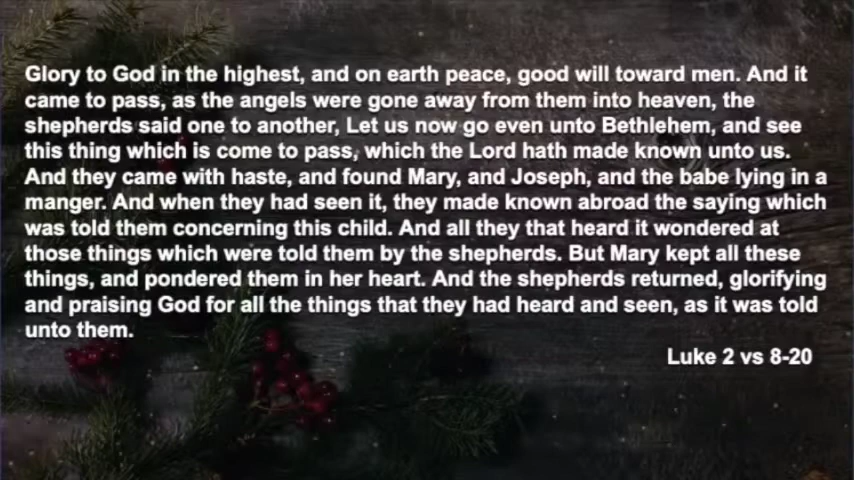 Glory to God in the highest, and on earth peace, good will toward men. And it
came to pass, as the angels were gone away from them into heaven, the
shepherds said one to another, Let us now go even unto Bethlehem, and see
this thing which is come to pass, which the Lord hath made known unto us.
And they came with haste, and found Mary, and Joseph, and the babe lying in a
manger. And when they had seen it, they made known abroad the saying which
was told them concerning this child. And all they that heard it wondered at
those things which were told them by the shepherds. But Mary kept all these
things, and pondered them in her heart. And the shepherds returned, glorifying
and praising God for all the things that they had heard and seen, as it was told
unto them.
Luke 2 vs 8-20